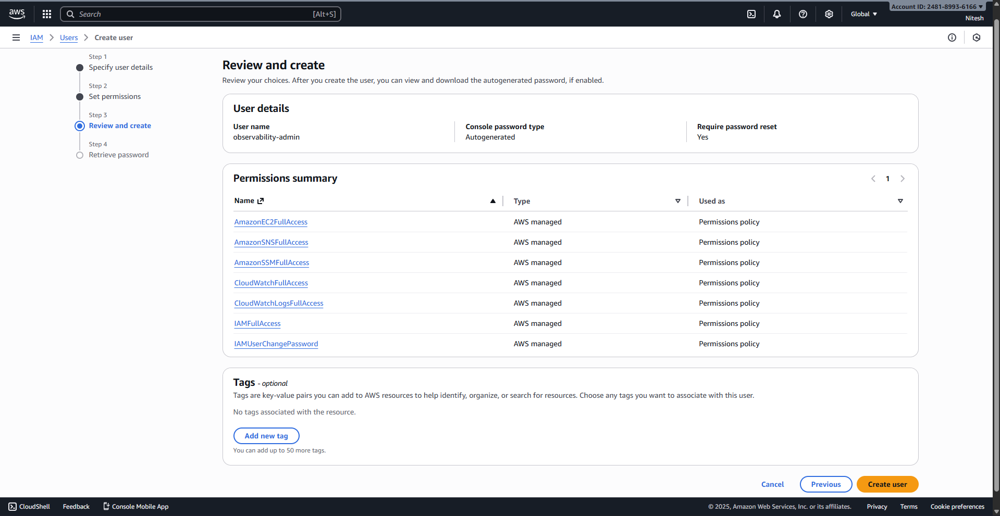 aws
Search [Alt+S]
Global
Account ID: 2481-8993-6166
Nitesh
IAM > Users > Create user
Step 1
Specify user details
Step 2
Set permissions
Step 3
Review and create
Step 4
Retrieve password
Review and create
Review your choices. After you create the user, you can view and download the autogenerated password, if enabled.
User details
User name Console password type Require password reset
observability-admin Autogenerated Yes
Permissions summary
1
Name Type Used as
AmazonEC2FullAccess AWS managed Permissions policy
AmazonSNSFullAccess AWS managed Permissions policy
AmazonSSMFullAccess AWS managed Permissions policy
CloudWatchFullAccess AWS managed Permissions policy
CloudWatchLogsFullAccess AWS managed Permissions policy
IAMFullAccess AWS managed Permissions policy
IAMUserChangePassword AWS managed Permissions policy
Tags - optional
Tags are key-value pairs you can add to AWS resources to help identify, organize, or search for resources. Choose any tags you want to associate with this user.
No tags associated with the resource.
Add new tag
You can add up to 50 more tags.
Cancel Previous Create user
CloudShell Feedback Console Mobile App © 2025, Amazon Web Services, Inc. or its affiliates. Privacy Terms Cookie preferences